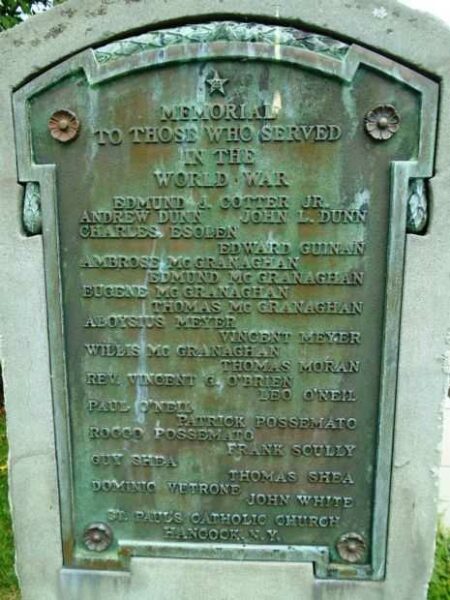 MEMORIAL
TO THOSE WHO SERVED
IN THE
WORLD WAR
EDMUND J. COTTER JR.
ANDREW DUNN JOHN L. DUNN
CHARLES ESOLEN
EDWARD GUINAN
AMBROSE MC GRANAGHAN
EDMUND MC GRANAGHAN
EUGENE MC GRANAGHAN
THOMAS MC GRANAGHAN
ALOYSIUS MEYER
VINCENT MEYER
WILLIS MC GRANAGHAN
THOMAS MORAN
REV. VINCENT G. O'BRIEN
LEO O'NEIL
PAUL O'NEIL
PATRICK POSSEMATO
ROCCO POSSEMATO
FRANK SCULLY
GUY SHEA
THOMAS SHEA
DOMINIC VETRONE
JOHN WHITE
ST. PAUL'S CATHOLIC CHURCH
HANCOCK, N.Y.